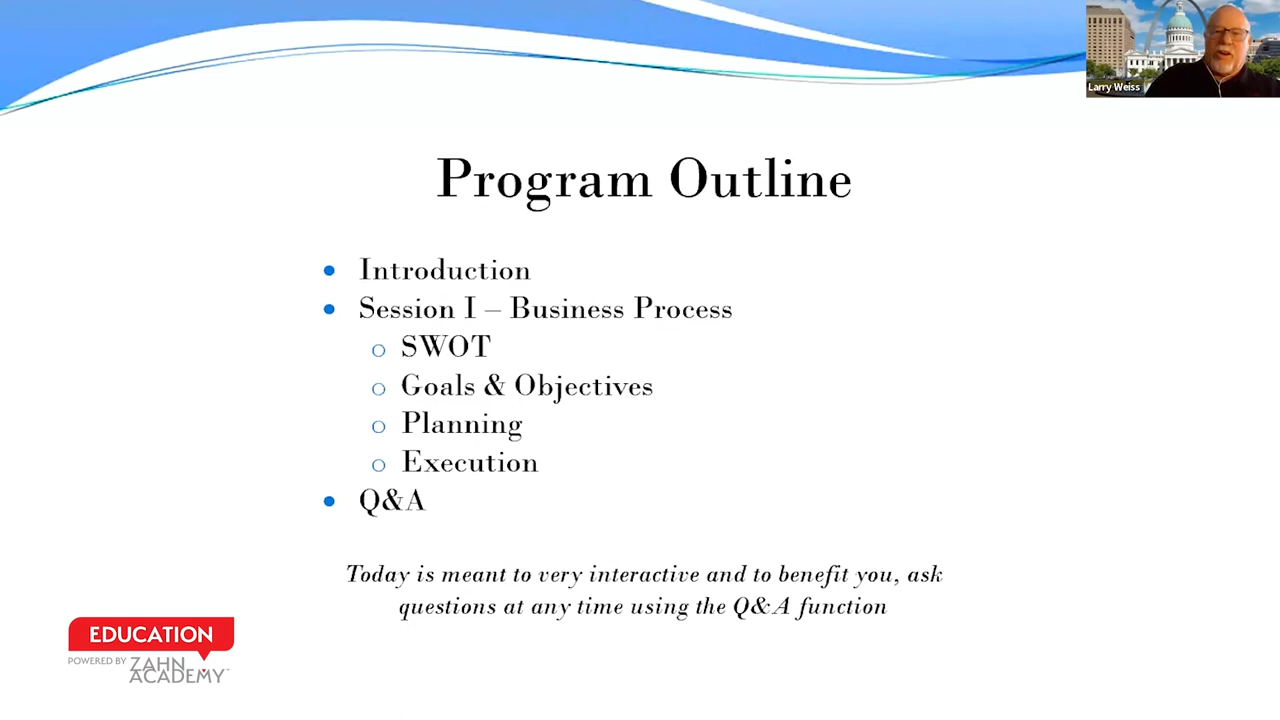 Larry Weiss
Program Outline
Introduction
Session I – Business Process
SWOT
Goals & Objectives
Planning
Execution
Q&A
Today is meant to very interactive and to benefit you, ask
questions at any time using the Q&A function
EDUCATION
POWERED BY ZAHN
ACADEMY